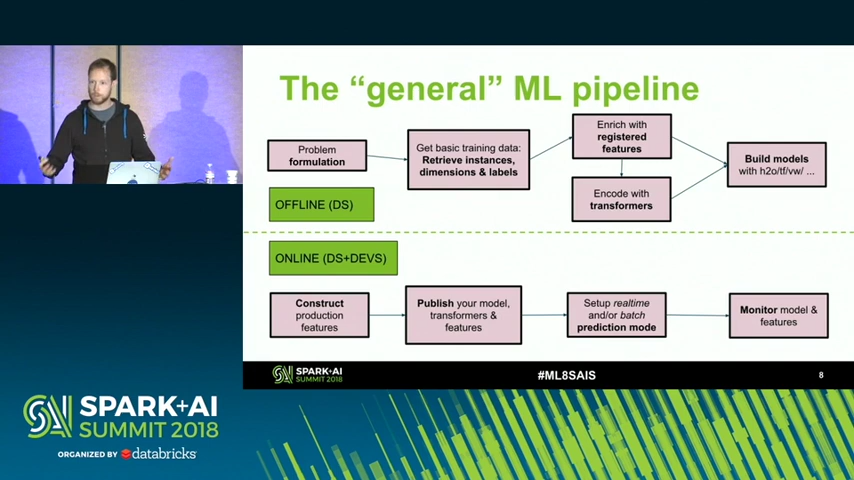 The “general” ML pipeline
Problem
formulation
Get basic training data:
Retrieve instances,
dimensions & labels
Enrich with
registered
features
Encode with
transformers
Build models
with h2o/tf/vw/ ...
OFFLINE (DS)
ONLINE (DS+DEVS)
Construct
production
features
Publish your model,
transformers &
features
Setup realtime
and/or batch
prediction mode
Monitor model &
features
SPARK+AI
SUMMIT 2018
#ML8SAIS
8
SPARK+AI
SUMMIT 2018
ORGANIZED BY databricks